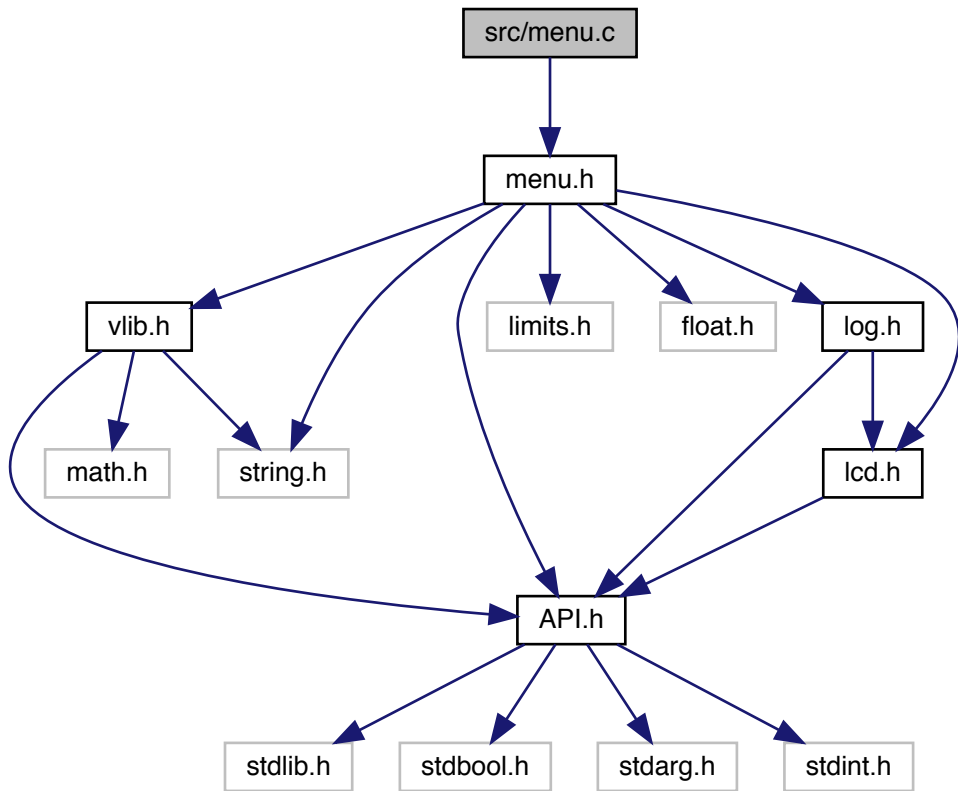 src/menu.c
menu.h
vlib.h
limits.h
float.h
log.h
math.h
string.h
lcd.h
API.h
stdlib.h
stdbool.h
stdarg.h
stdint.h